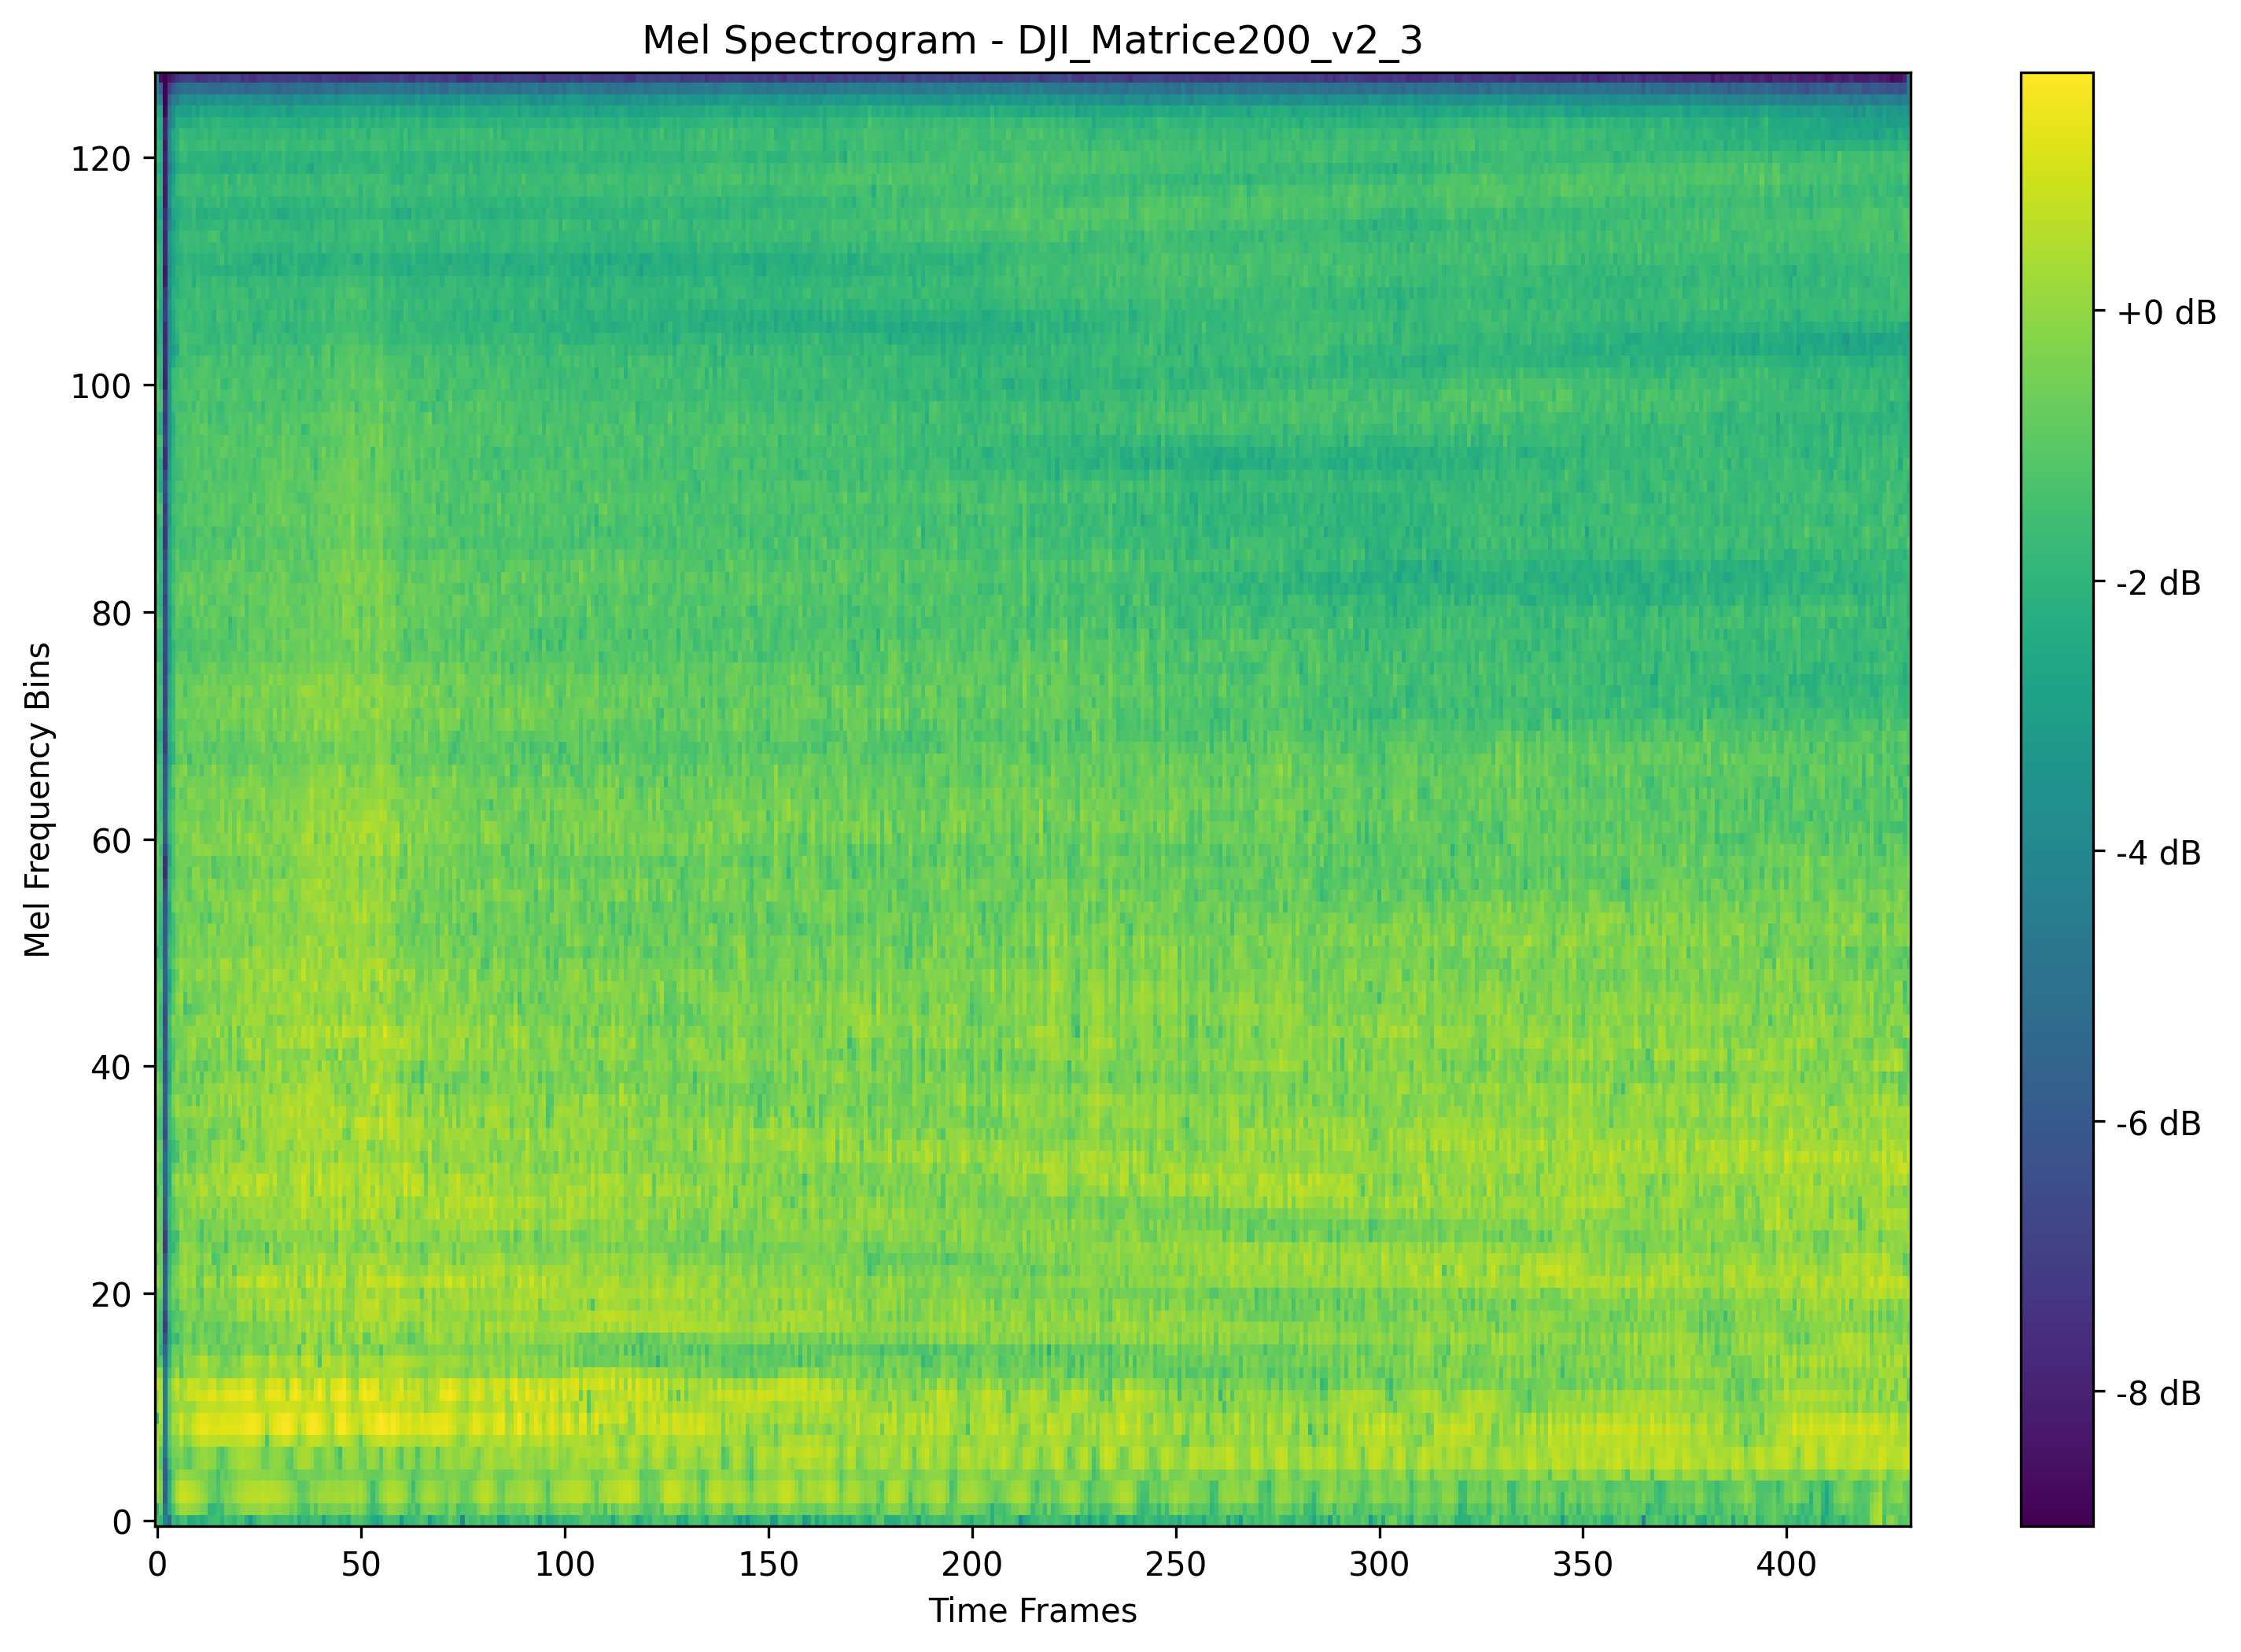 Mel Spectrogram - DJI_Matrice200_v2_3
120
100
80
60
40
20
0
Mel Frequency Bins
0 50 100 150 200 250 300 350 400
Time Frames
+0 dB
-2 dB
-4 dB
-6 dB
-8 dB